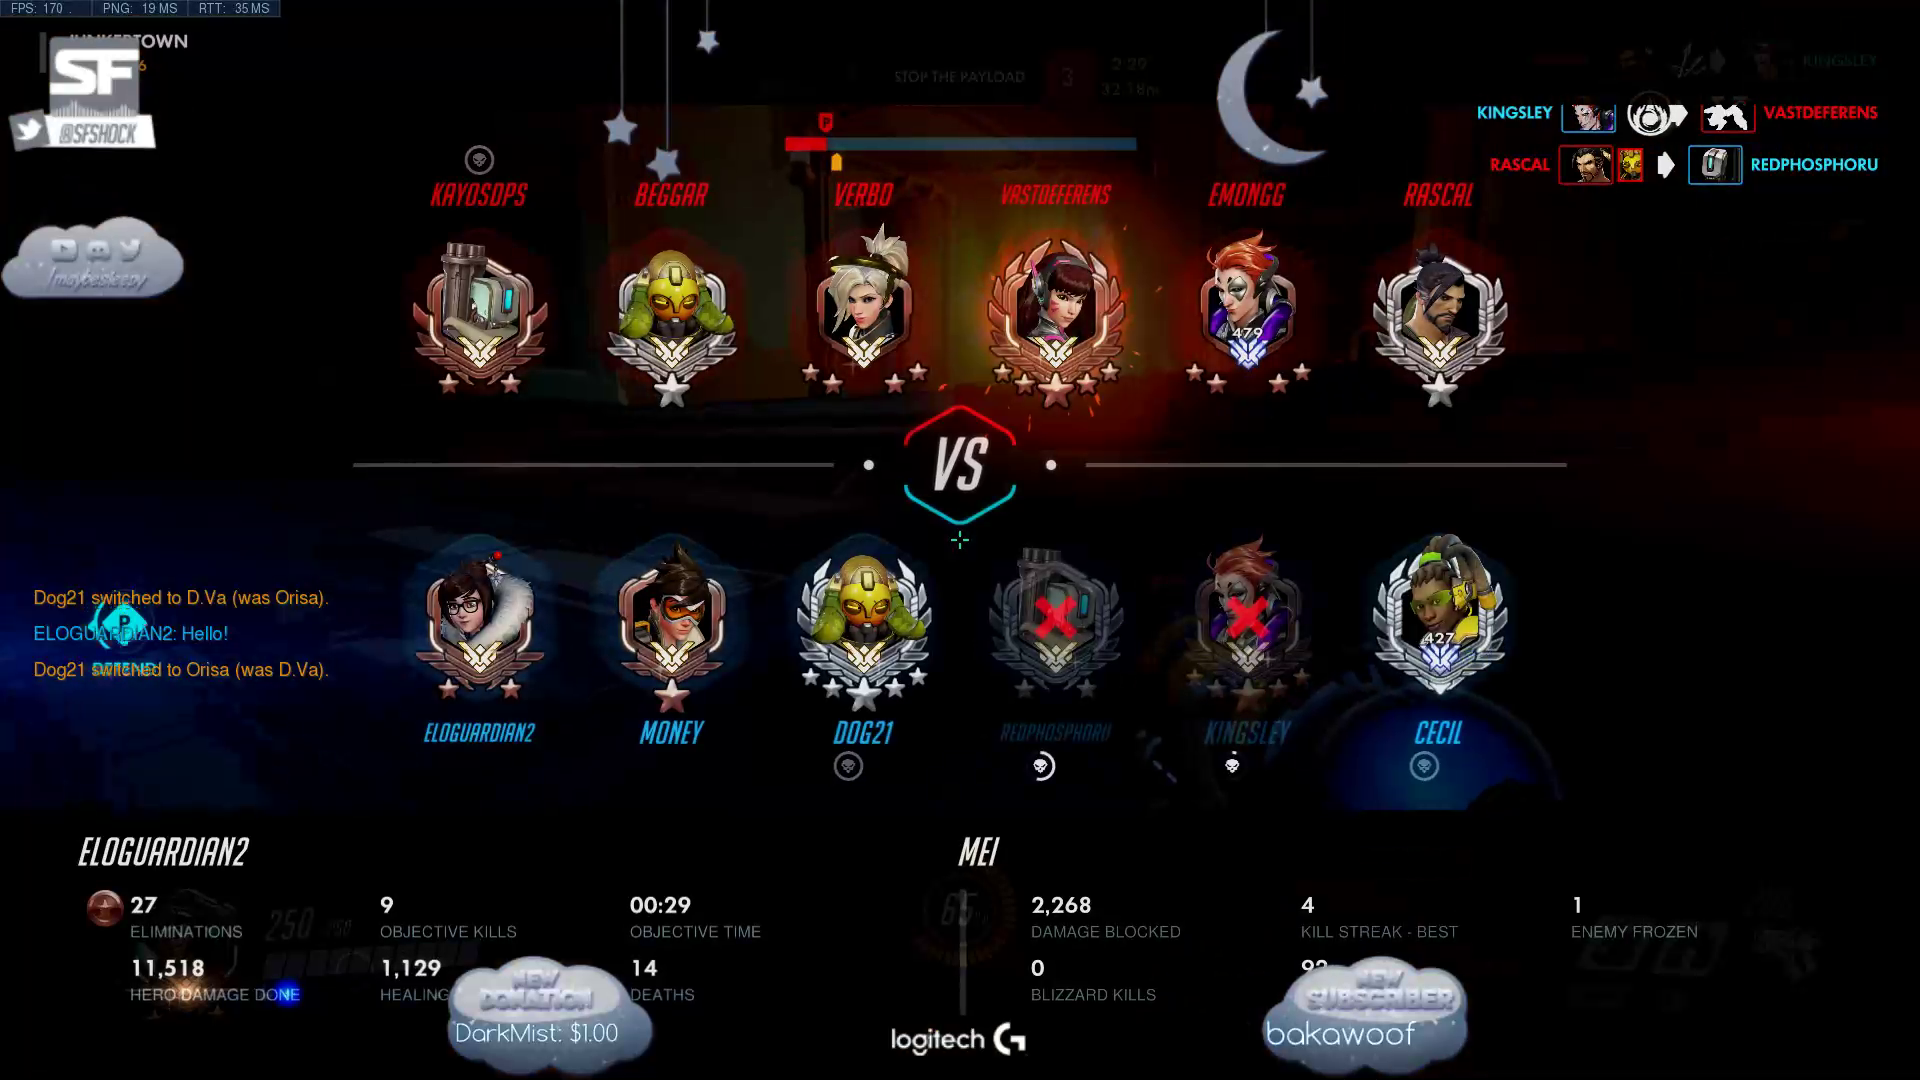 FPS: 170 . PNG: 19 MS RTT: 35 MS
JUNKERTOWN
SF
@SFSHOCK
/maybesleepy
STOP THE PAYLOAD 3 2:29
KINGSLEY
KINGSLEY VASTDEFERENS
RASCAL REDPHOSPHORU
P
KAYOSDPS BEGGAR VERBO VASTDEFERENS EMONGG RASCAL
479
VS
Dog21 switched to D.Va (was Orisa).
P
ELOGUARDIAN2: Hello!
DEFEND
Dog21 switched to Orisa (was D.Va).
427
ELOGUARDIAN2 MONEY DOG21 REDPHOSPHORU KINGSLEY CECIL
ELOGUARDIAN2 MEI
27 9 00:29 2,268 4 1
ELIMINATIONS OBJECTIVE KILLS OBJECTIVE TIME DAMAGE BLOCKED KILL STREAK - BEST ENEMY FROZEN
250
11,518 1,129 14 0
HERO DAMAGE DONE HEALING DEATHS BLIZZARD KILLS
NEW DONATION
DarkMist: $1.00
logitech G
NEW SUBSCRIBER
bakawoof